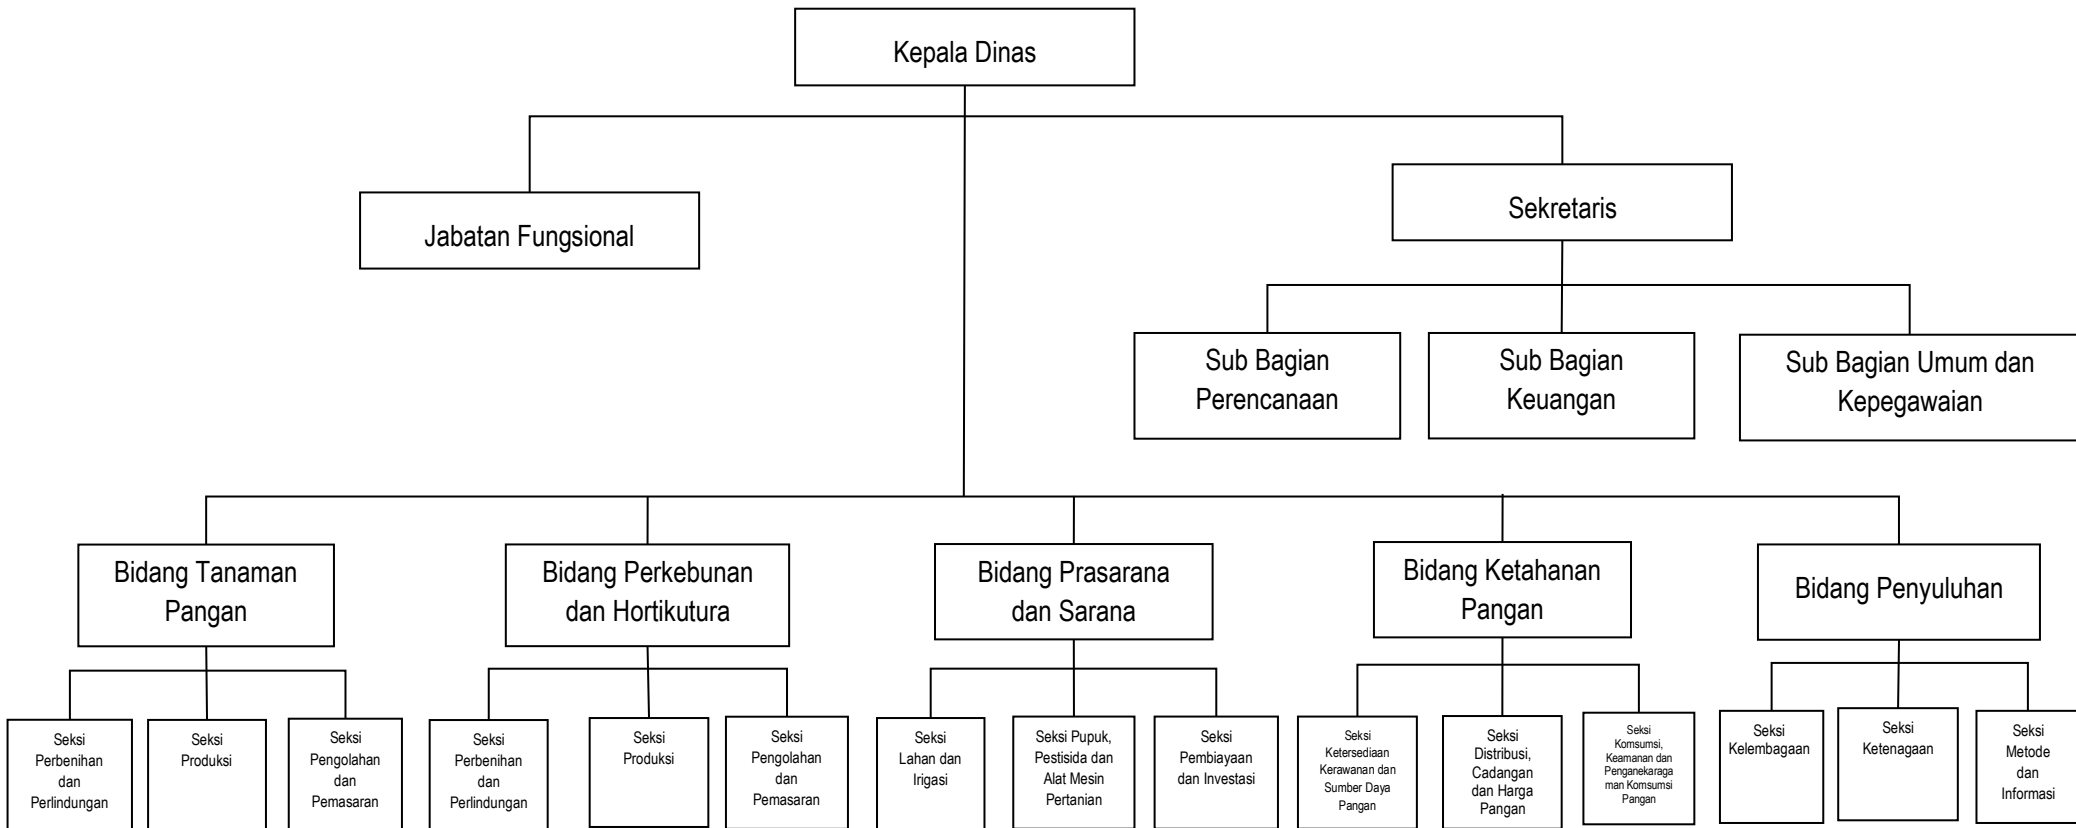 Kepala Dinas
Jabatan Fungsional
Sekretaris
Sub Bagian
Perencanaan
Sub Bagian
Keuangan
Sub Bagian Umum dan
Kepegawaian
Bidang Tanaman
Pangan
Bidang Perkebunan
dan Hortikutura
Bidang Prasarana
dan Sarana
Bidang Ketahanan
Pangan
Bidang Penyuluhan
Seksi
Perbenihan
dan
Perlindungan
Seksi
Produksi
Seksi
Pengolahan
dan
Pemasaran
Seksi
Perbenihan
dan
Perlindungan
Seksi
Produksi
Seksi
Pengolahan
dan
Pemasaran
Seksi
Lahan dan
Irigasi
Seksi Pupuk,
Pestisida dan
Alat Mesin
Pertanian
Seksi
Pembiayaan
dan Investasi
Seksi
Ketersediaan
Kerawanan dan
Sumber Daya
Pangan
Seksi
Distribusi,
Cadangan
dan Harga
Pangan
Seksi
Komsumsi,
Keamanan dan
Penganekaraga
man Komsumsi
Pangan
Seksi
Kelembagaan
Seksi
Ketenagaan
Seksi
Metode
dan
Informasi